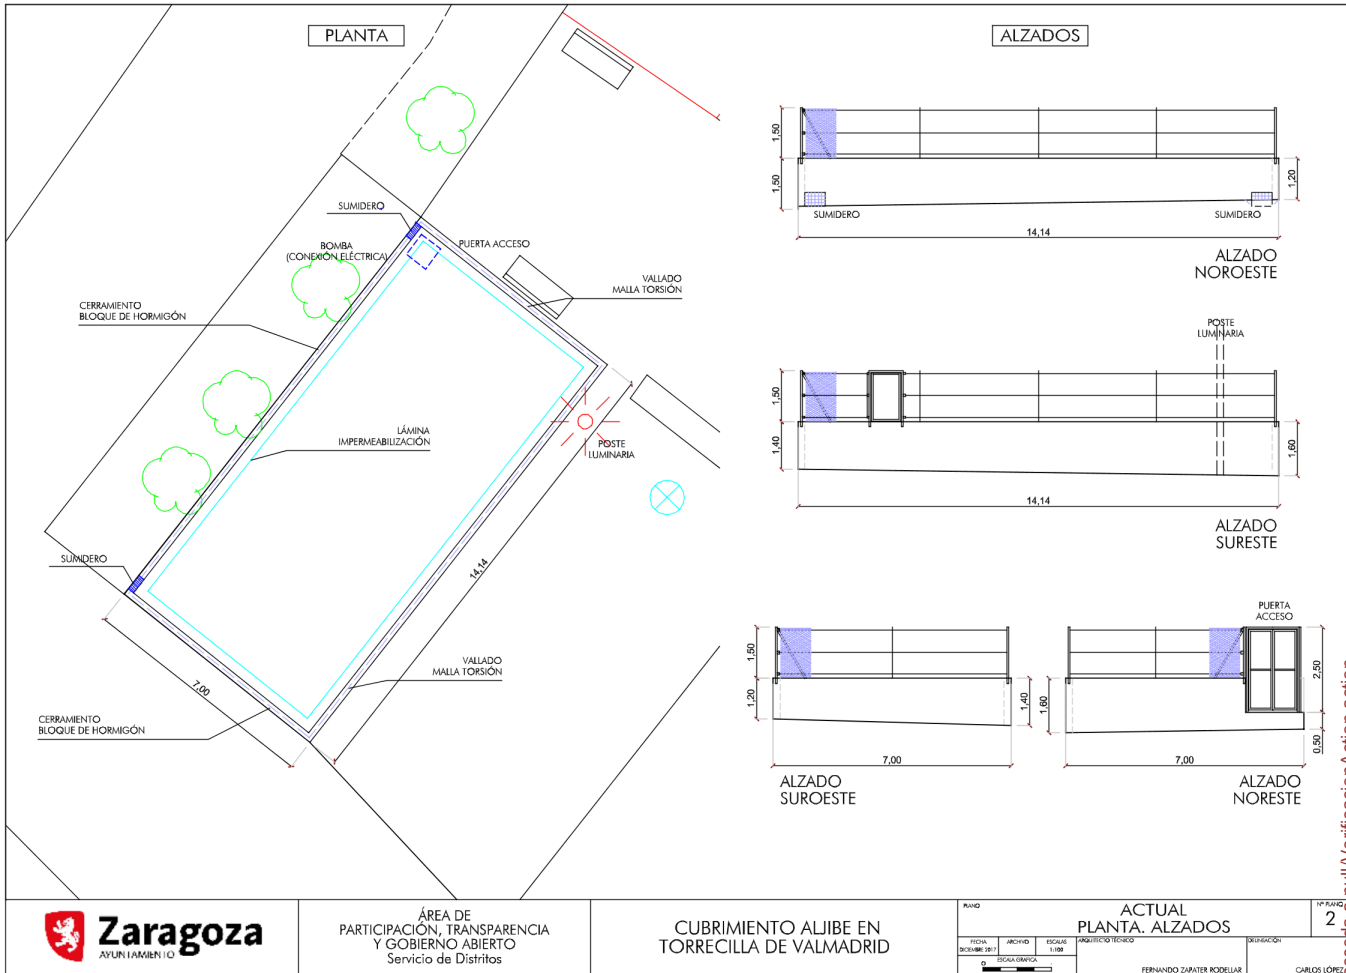 PLANTA
SUMIDERO
BOMBA
(CONEXIÓN ELÉCTRICA)
PUERTA ACCESO
VALLADO
MALLA TORSIÓN
CERRAMIENTO
BLOQUE DE HORMIGÓN
LÁMINA
IMPERMEABILIZACIÓN
POSTE
LUMINARIA
SUMIDERO
14,14
7,00
VALLADO
MALLA TORSIÓN
CERRAMIENTO
BLOQUE DE HORMIGÓN
ALZADOS
1,50
1,50
1,20
SUMIDERO
SUMIDERO
14,14
ALZADO
NOROESTE
POSTE
LUMINARIA
1,50
1,40
1,60
14,14
ALZADO
SURESTE
1,50
1,20
1,40
7,00
ALZADO
SUROESTE
PUERTA
ACCESO
1,60
2,50
0,50
7,00
ALZADO
NORESTE
Zaragoza
AYUNTAMIENTO
ÁREA DE
PARTICIPACIÓN, TRANSPARENCIA
Y GOBIERNO ABIERTO
Servicio de Distritos
CUBRIMIENTO ALJIBE EN
TORRECILLA DE VALMADRID
PLANO
ACTUAL
PLANTA. ALZADOS
Nº PLANO
2
FECHA
DICIEMBRE 2017
ARCHIVO
ESCALAS
1:100
ESCALA GRAFICA
0
1
ARQUITECTO TÉCNICO
FERNANDO ZAPATER RODELLAR
DELINEACIÓN
CARLOS LÓPEZ